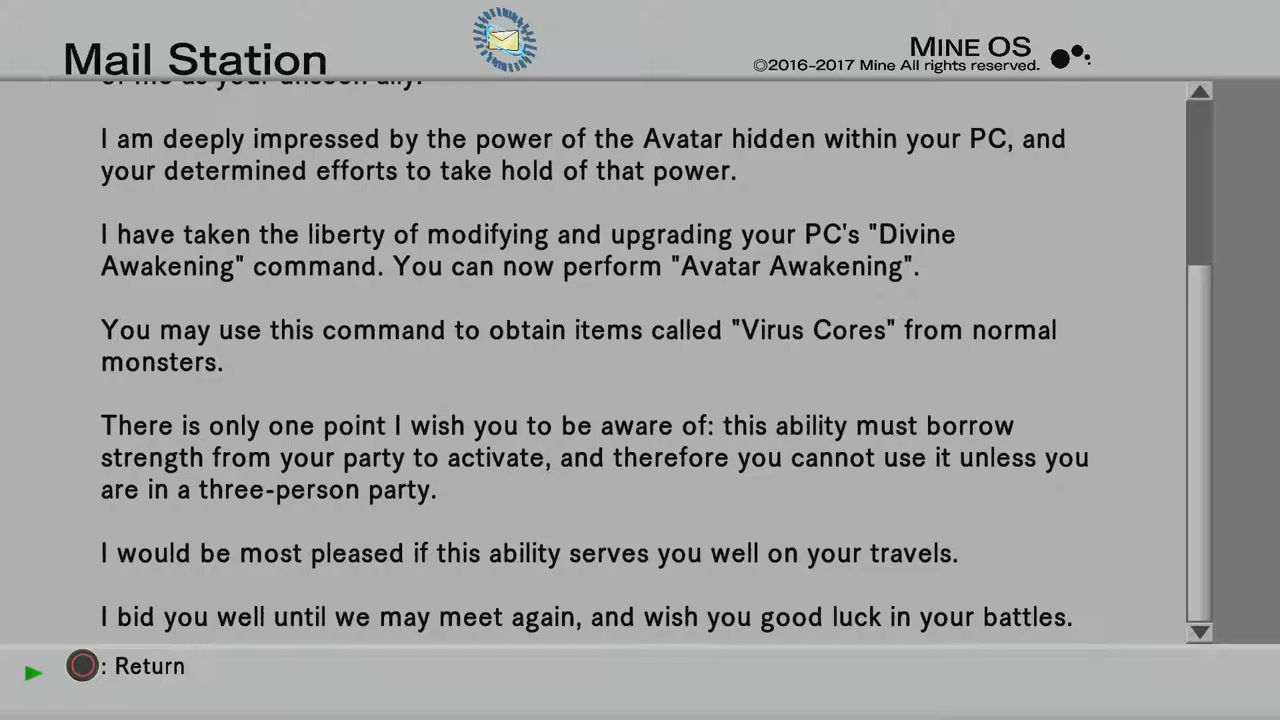 Mail Station
MINE OS
©2016-2017 Mine All rights reserved.
of me as your unseen ally.
I am deeply impressed by the power of the Avatar hidden within your PC, and
your determined efforts to take hold of that power.
I have taken the liberty of modifying and upgrading your PC's "Divine
Awakening" command. You can now perform "Avatar Awakening".
You may use this command to obtain items called "Virus Cores" from normal
monsters.
There is only one point I wish you to be aware of: this ability must borrow
strength from your party to activate, and therefore you cannot use it unless you
are in a three-person party.
I would be most pleased if this ability serves you well on your travels.
I bid you well until we may meet again, and wish you good luck in your battles.
: Return